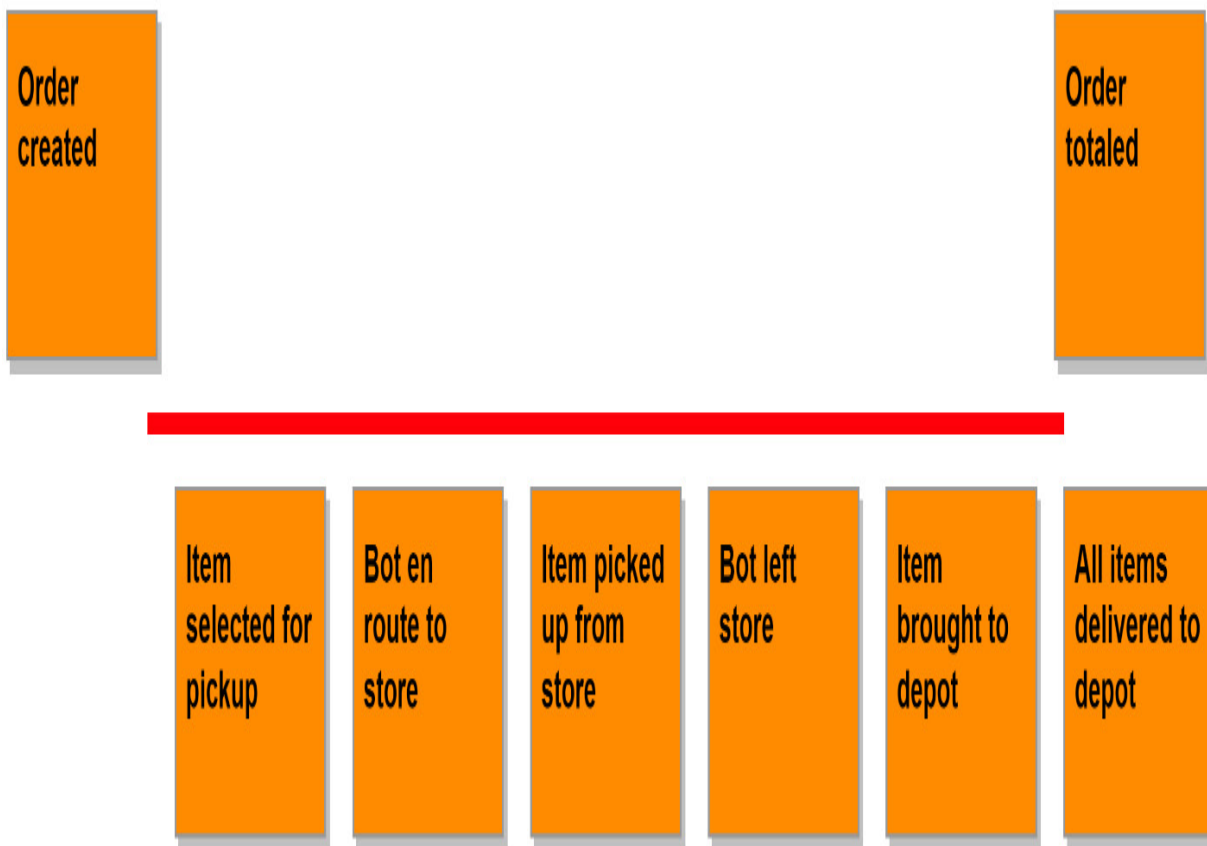 Order
created
Order
totaled
Item
selected for
pickup
Bot en
route to
store
Item picked
up from
store
Bot left
store
Item
brought to
depot
All items
delivered to
depot